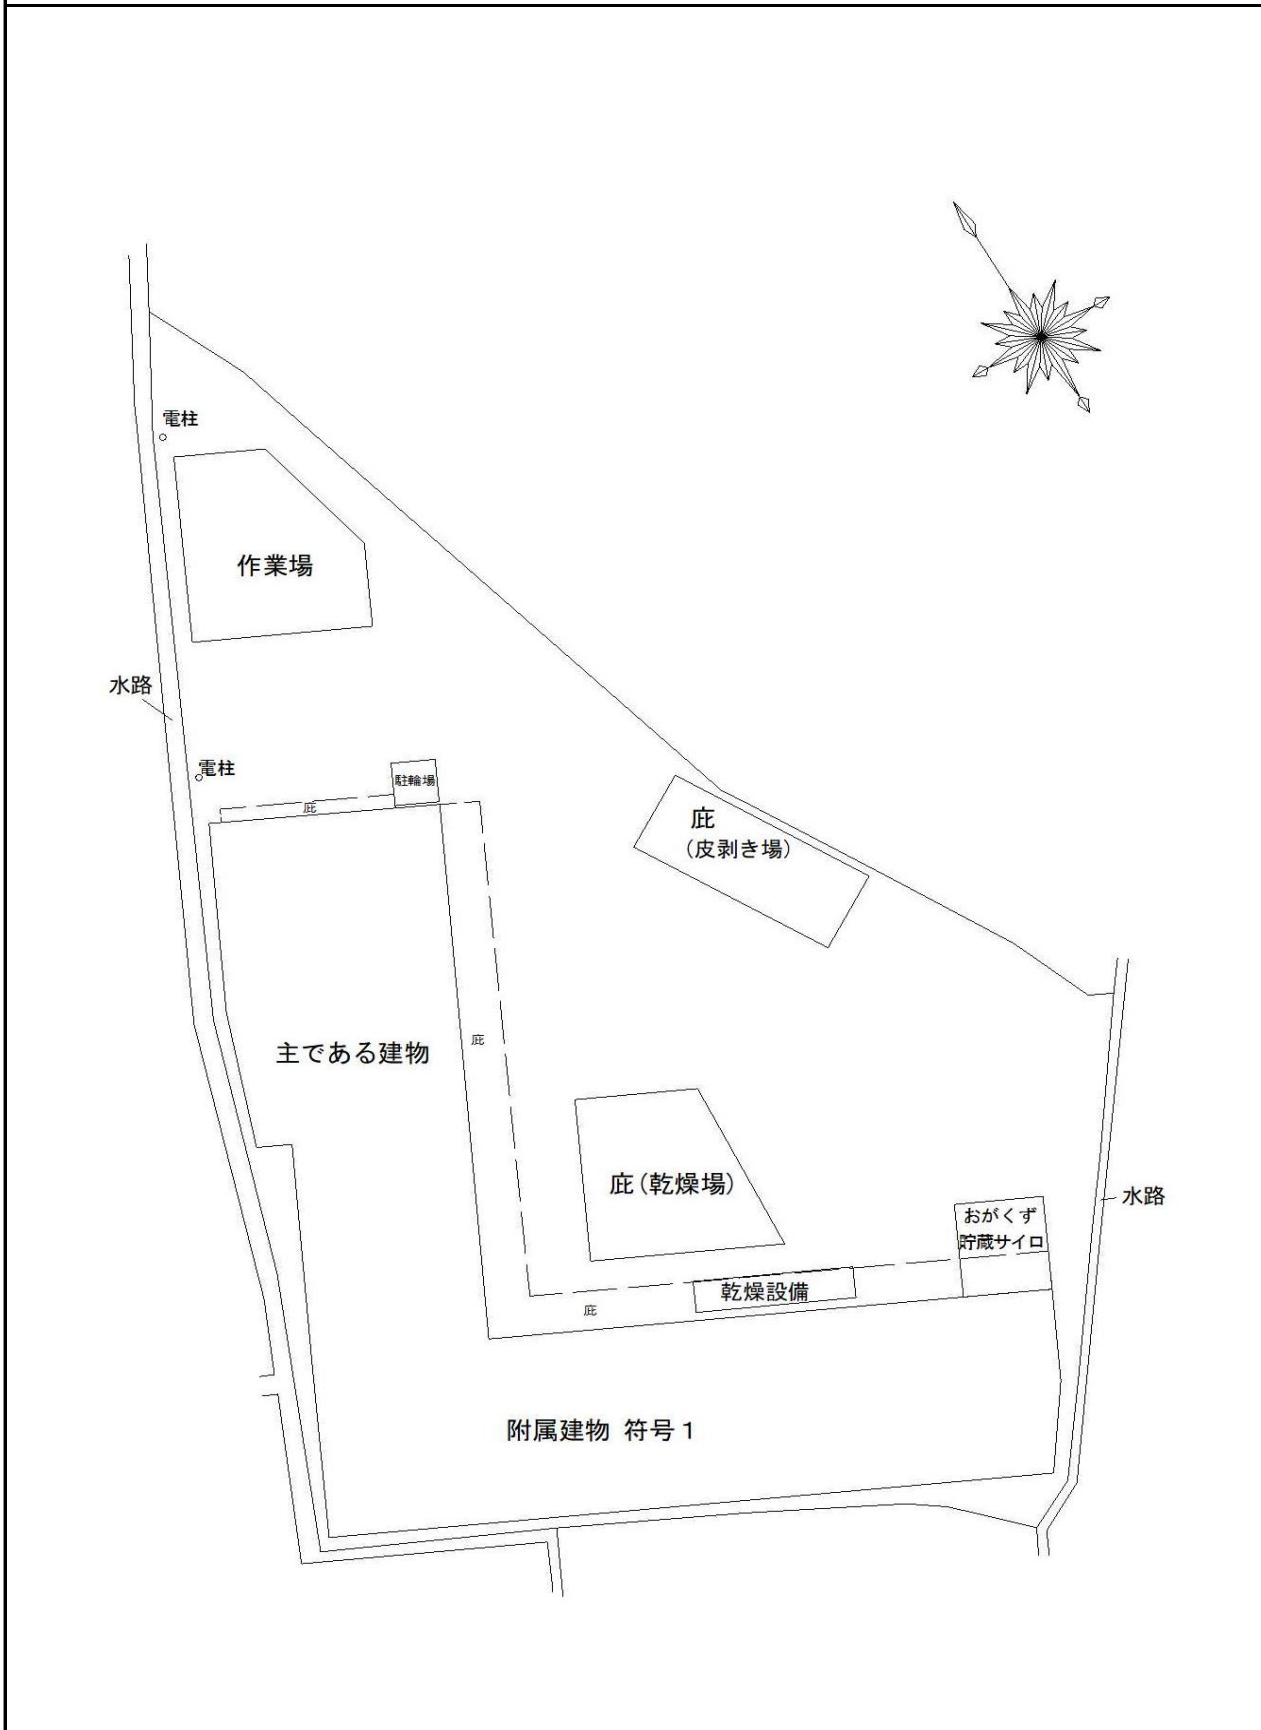 電柱
作業場
水路
電柱
駐輪場
庇
庇
(皮剥き場)
庇
主である建物
庇(乾燥場)
水路
おがくず
貯蔵サイロ
乾燥設備
庇
附属建物 符号1